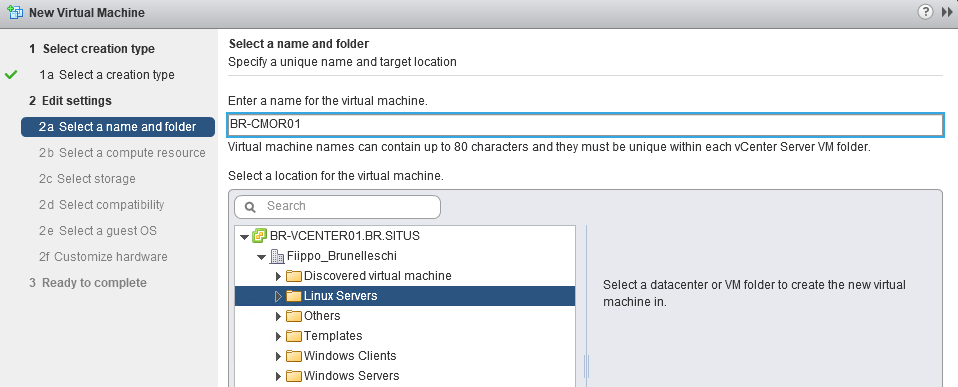 New Virtual Machine
1 Select creation type
1a Select a creation type
2 Edit settings
2a Select a name and folder
2b Select a compute resource
2c Select storage
2d Select compatibility
2e Select a guest OS
2f Customize hardware
3 Ready to complete
Select a name and folder
Specify a unique name and target location
Enter a name for the virtual machine.
BR-CMOR01
Virtual machine names can contain up to 80 characters and they must be unique within each vCenter Server VM folder.
Select a location for the virtual machine.
Search
BR-VCENTER01.BR.SITUS
Fiippo_Brunelleschi
Discovered virtual machine
Linux Servers
Others
Templates
Windows Clients
Windows Servers
Select a datacenter or VM folder to create the new virtual
machine in.